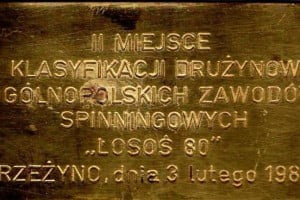 II MIEJSCE
KLASYFIKACJI DRUŻYNOW
GÓLNOPOLSKICH ZAWODÓ
SPINNINGOWYCH
„ŁOSOŚ 80"
RZEŻYNO, dnia 3 lutego 198